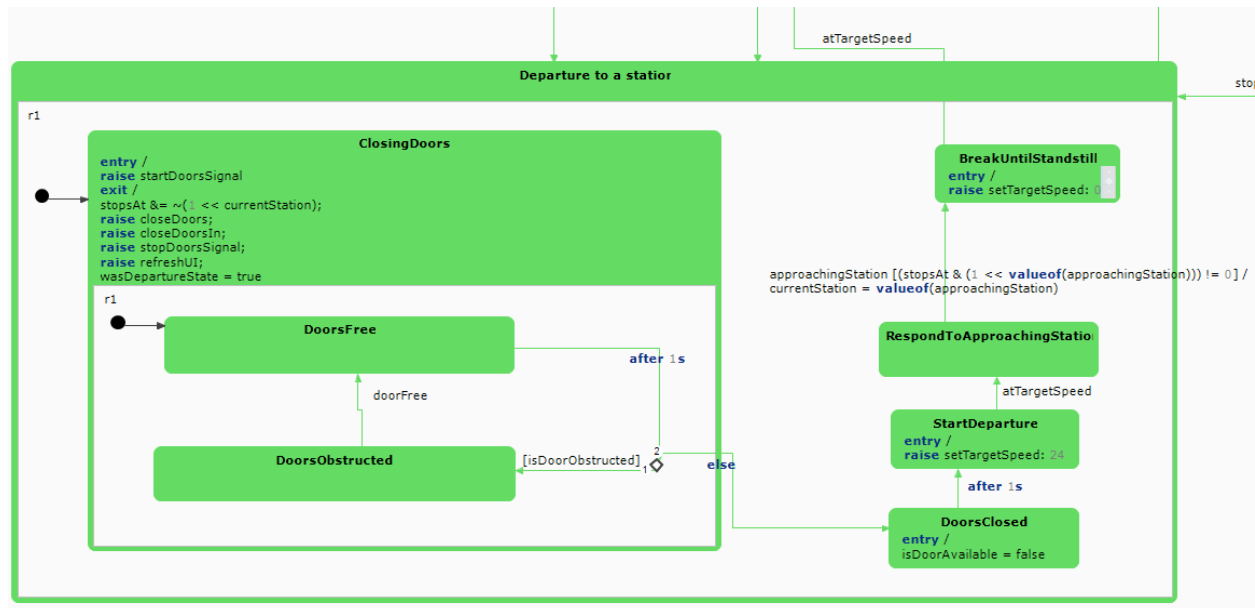 atTargetSpeed
Departure to a station
stop
r1
ClosingDoors
entry /
raise startDoorsSignal
exit /
stopsAt &= ~(1 << currentStation);
raise closeDoors;
raise closeDoorsIn;
raise stopDoorsSignal;
raise refreshUI;
wasDepartureState = true
r1
DoorsFree
after 1s
doorFree
DoorsObstructed
[isDoorObstructed]
1
2
else
BreakUntilStandstill
entry /
raise setTargetSpeed: 0
approachingStation [(stopsAt & (1 << valueof(approachingStation))) != 0] /
currentStation = valueof(approachingStation)
RespondToApproachingStation
atTargetSpeed
StartDeparture
entry /
raise setTargetSpeed: 24
after 1s
DoorsClosed
entry /
isDoorAvailable = false